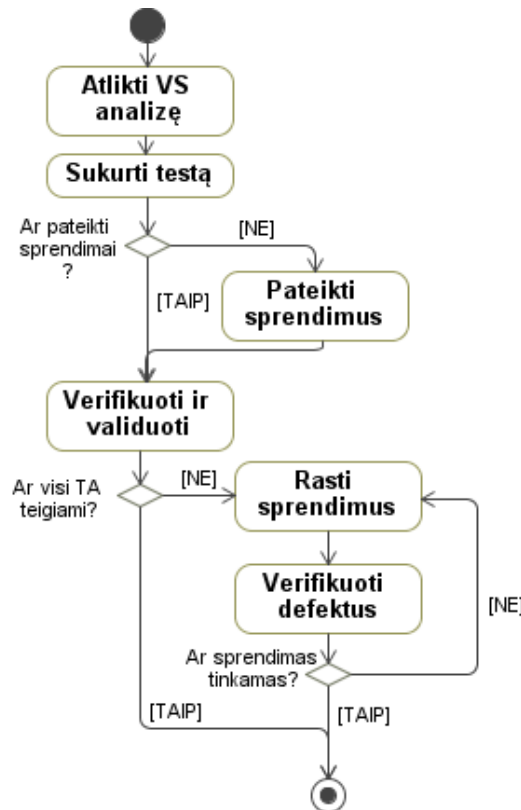 Atlikti VS
analizę
Sukurti testą
Ar pateikti
sprendimai
?
[NE]
[TAIP]
Pateikti
sprendimus
Verifikuoti ir
validuoti
Ar visi TA
teigiami?
[NE]
Rasti
sprendimus
Verifikuoti
defektus
[NE]
Ar sprendimas
tinkamas?
[TAIP]
[TAIP]